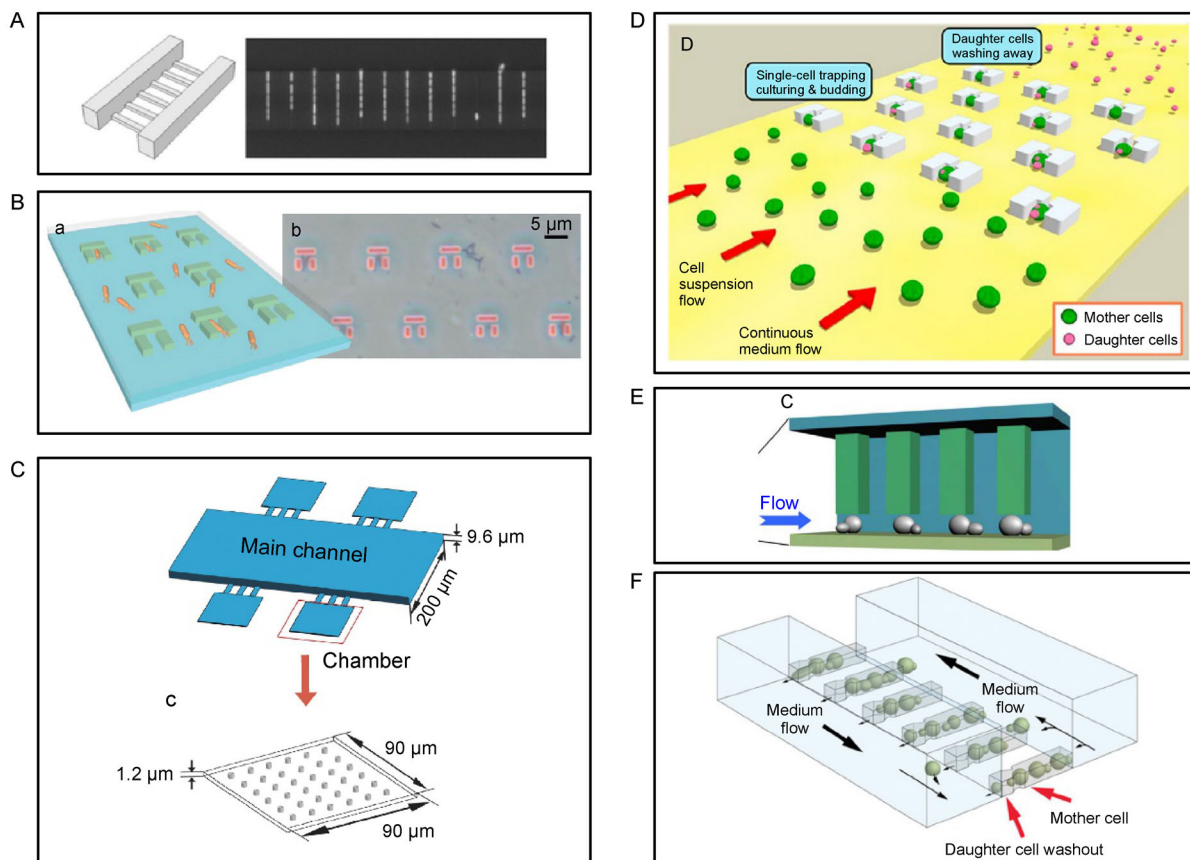 A
B
a
b
5 μm
C
Main channel
9.6 μm
200 μm
Chamber
c
1.2 μm
90 μm
90 μm
D
D
Daughter cells
washing away
Single-cell trapping
culturing & budding
Cell
suspension
flow
Continuous
medium flow
Mother cells
Daughter cells
E
C
Flow
F
Medium
flow
Medium
flow
Mother cell
Daughter cell washout